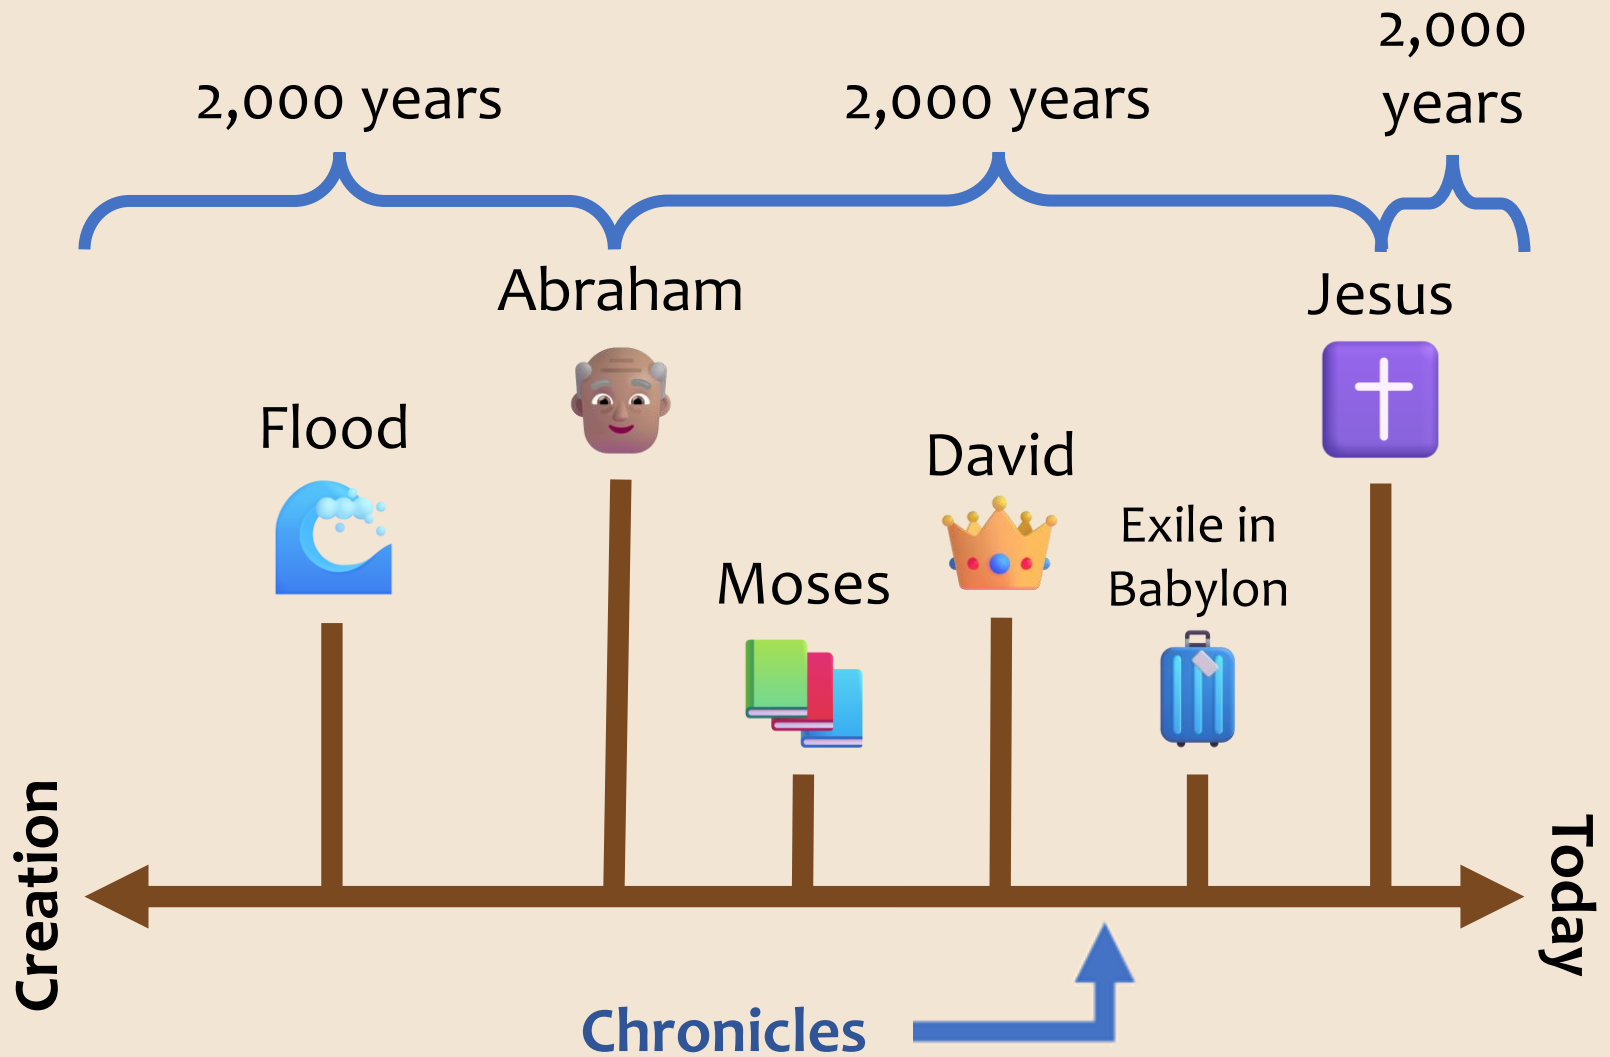 2,000
years
2,000 years
2,000 years
Abraham
Jesus
Flood
David
Exile in
Babylon
Moses
Creation
Today
Chronicles